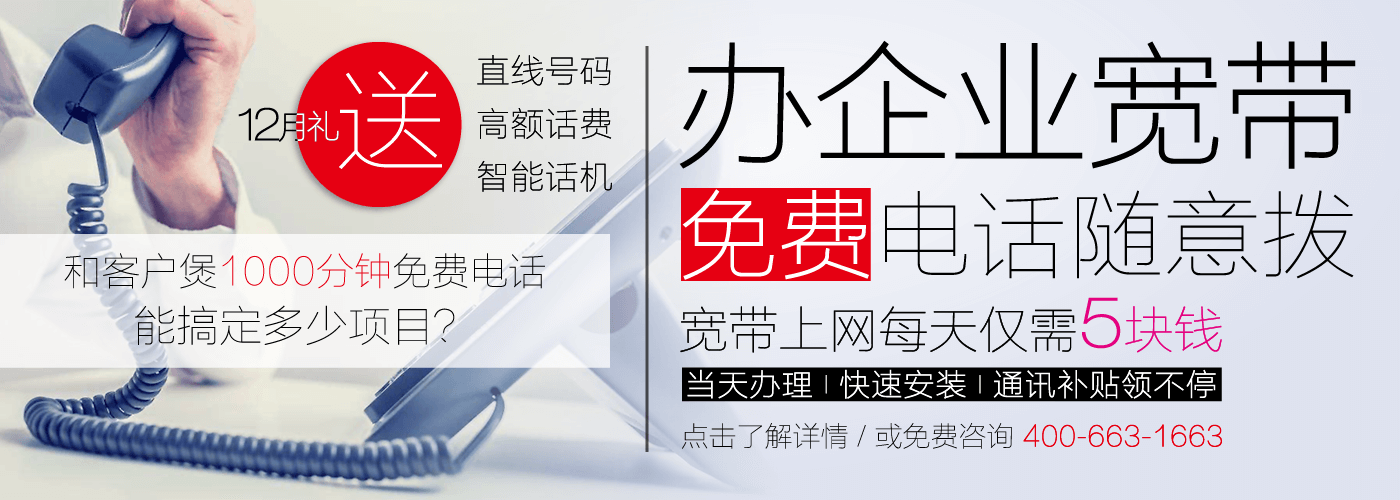 12月礼 送
直线号码
高额话费
智能话机
和客户煲1000分钟免费电话
能搞定多少项目？
办企业宽带
免费电话随意拨
宽带上网每天仅需5块钱
当天办理 | 快速安装 | 通讯补贴领不停
点击了解详情 / 或免费咨询 400-663-1663